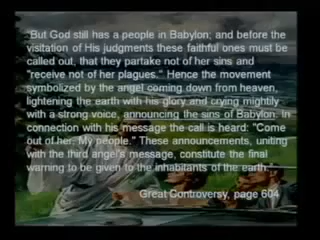 But God still has a people in Babylon; and before the
visitation of His judgments these faithful ones must be
called out, that they partake not of her sins and
"receive not of her plagues." Hence the movement
symbolized by the angel coming down from heaven,
lightening the earth with his glory and crying mightily
with a strong voice, announcing the sins of Babylon. In
connection with his message the call is heard: "Come
out of her, My people." These announcements, uniting
with the third angel's message, constitute the final
warning to be given to the inhabitants of the earth."
Great Controversy, page 604